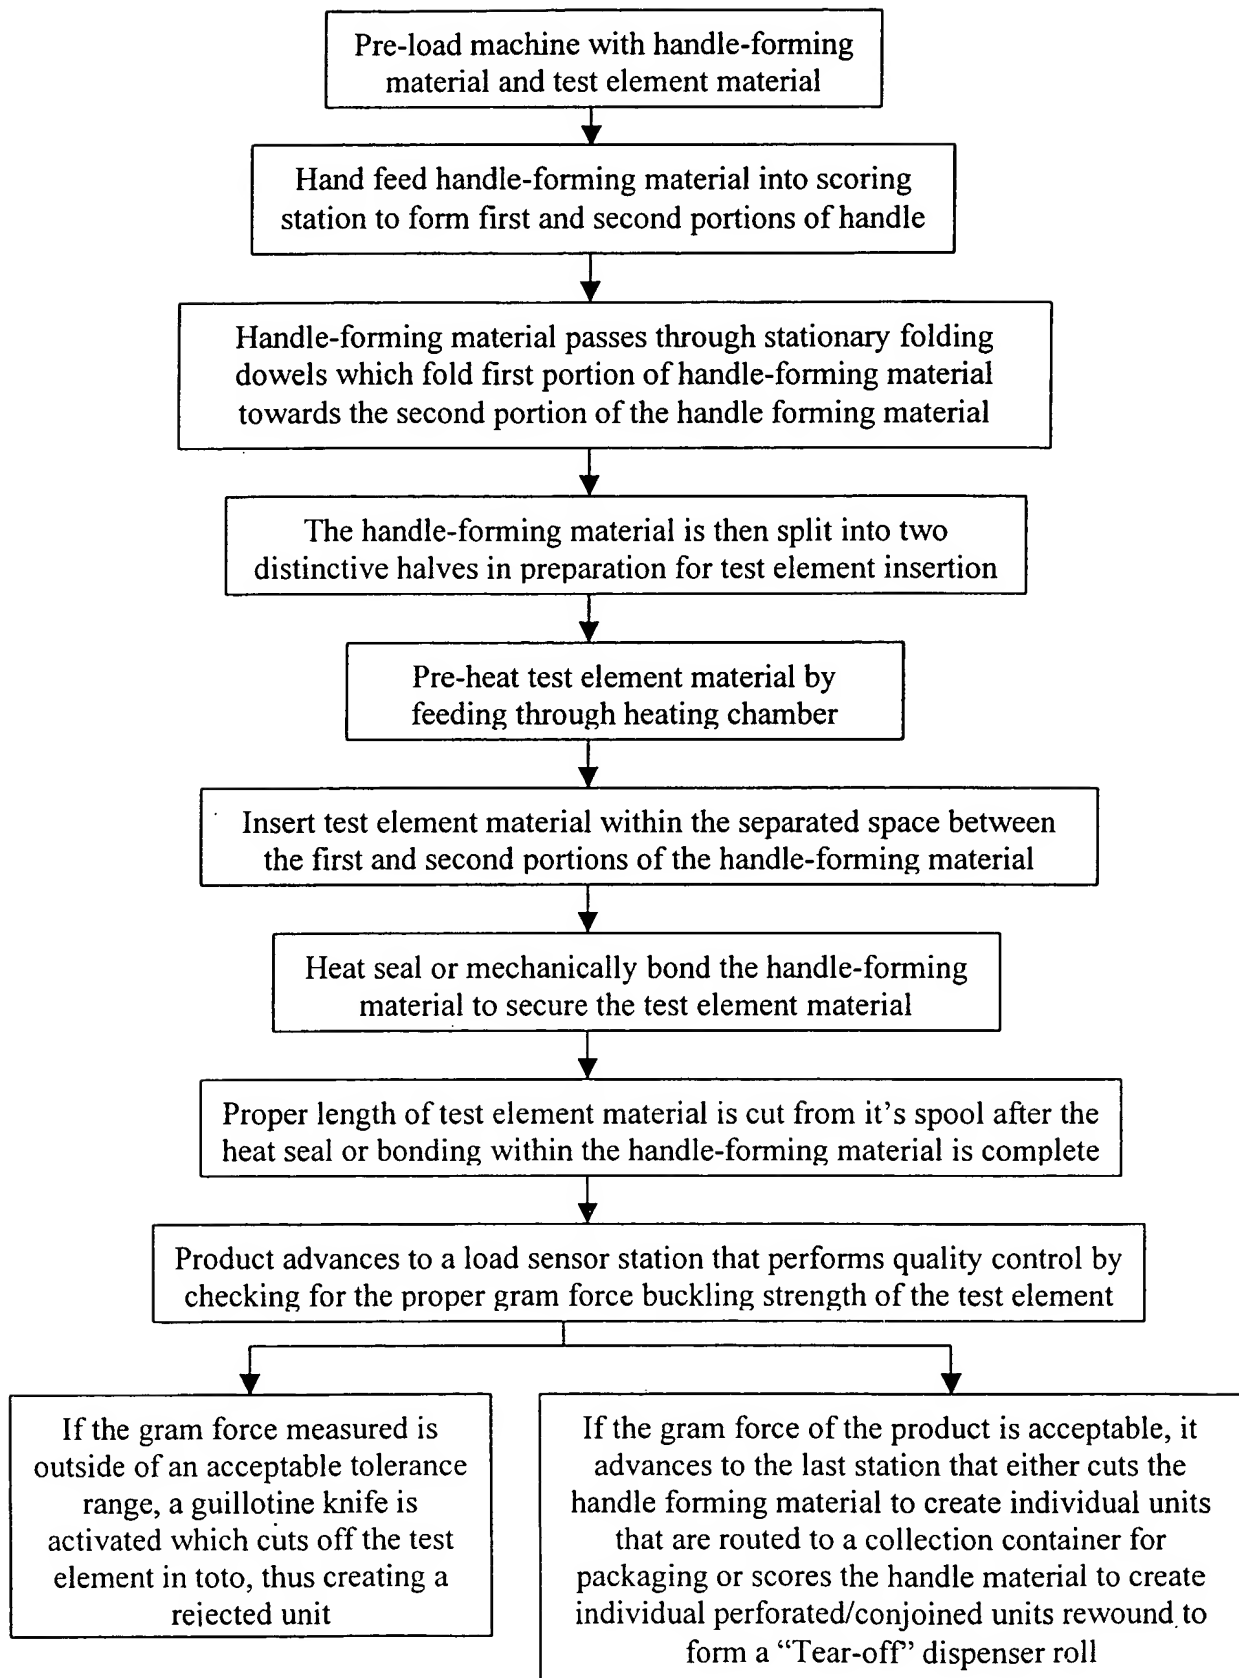 Pre-load machine with handle-forming
material and test element material
Hand feed handle-forming material into scoring
station to form first and second portions of handle
Handle-forming material passes through stationary folding
dowels which fold first portion of handle-forming material
towards the second portion of the handle forming material
The handle-forming material is then split into two
distinctive halves in preparation for test element insertion
Pre-heat test element material by
feeding through heating chamber
Insert test element material within the separated space between
the first and second portions of the handle-forming material
Heat seal or mechanically bond the handle-forming
material to secure the test element material
Proper length of test element material is cut from it's spool after the
heat seal or bonding within the handle-forming material is complete
Product advances to a load sensor station that performs quality control by
checking for the proper gram force buckling strength of the test element
If the gram force measured is
outside of an acceptable tolerance
range, a guillotine knife is
activated which cuts off the test
element in toto, thus creating a
rejected unit
If the gram force of the product is acceptable, it
advances to the last station that either cuts the
handle forming material to create individual units
that are routed to a collection container for
packaging or scores the handle material to create
individual perforated/conjoined units rewound to
form a “Tear-off” dispenser roll